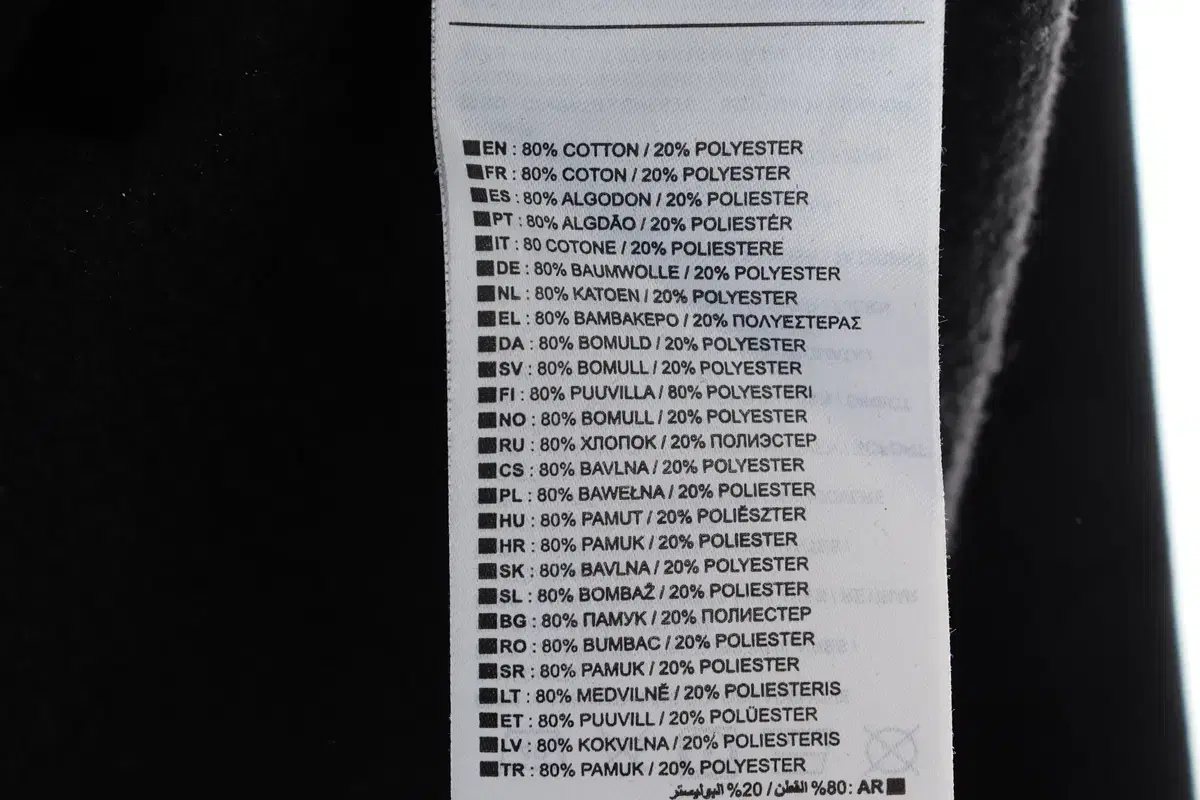 EN : 80% COTTON / 20% POLYESTER
FR : 80% COTON / 20% POLYESTER
ES : 80% ALGODON / 20% POLIESTER
PT : 80% ALGDÃO / 20% POLIESTÉR
IT : 80 COTONE / 20% POLIESTERE
DE : 80% BAUMWOLLE / 20% POLYESTER
NL : 80% KATOEN / 20% POLYESTER
EL : 80% ΒΑΜΒΑΚΕΡΟ / 20% ΠΟΛΥΕΣΤΕΡΑΣ
DA : 80% BOMULD / 20% POLYESTER
SV : 80% BOMULL / 20% POLYESTER
FI : 80% PUUVILLA / 80% POLYESTERI
NO : 80% BOMULL / 20% POLYESTER
RU : 80% ХЛОПОК / 20% ПОЛИЭСТЕР
CS : 80% BAVLNA / 20% POLYESTER
PL : 80% BAWEŁNA / 20% POLIESTER
HU : 80% PAMUT / 20% POLIĔSZTER
HR : 80% PAMUK / 20% POLIESTER
SK : 80% BAVLNA / 20% POLYESTER
SL : 80% BOMBAŽ / 20% POLIESTER
BG : 80% ПАМУК / 20% ПОЛИЕСТЕР
RO : 80% BUMBAC / 20% POLIESTER
SR : 80% PAMUK / 20% POLIESTER
LT : 80% MEDVILNĚ / 20% POLIESTERIS
ET : 80% PUUVILL / 20% POLÜESTER
LV : 80% KOKVILNA / 20% POLIESTERIS
TR : 80% PAMUK / 20% POLYESTER
AR :80% القطن / 20% البوليستر